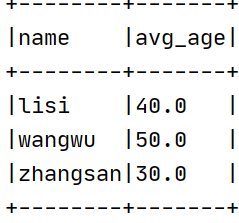 +--------+-------+
|name    |avg_age|
+--------+-------+
|lisi    |40.0   |
|wangwu  |50.0   |
|zhangsan|30.0   |
+--------+-------+